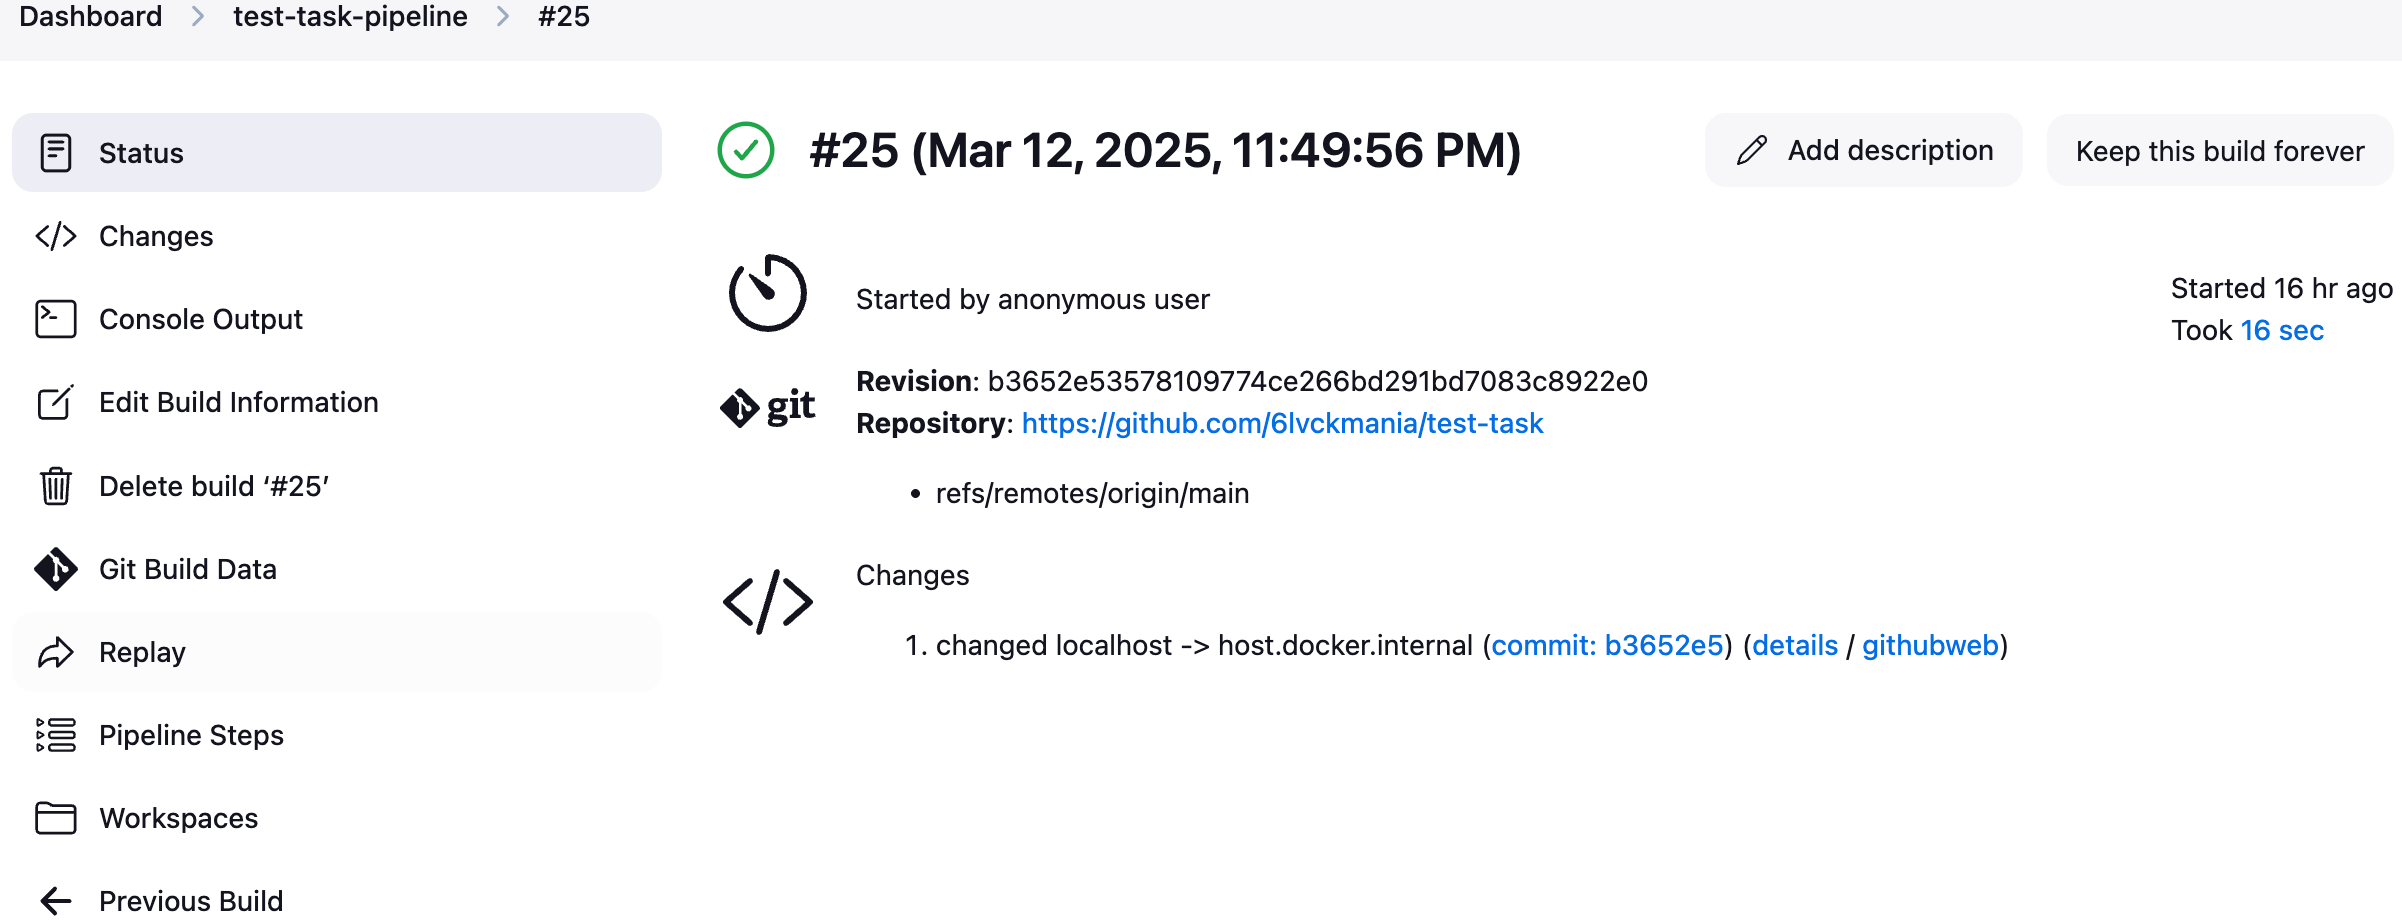 Dashboard > test-task-pipeline > #25
Status
Changes
Console Output
Edit Build Information
Delete build ‘#25’
Git Build Data
Replay
Pipeline Steps
Workspaces
Previous Build
#25 (Mar 12, 2025, 11:49:56 PM)
Add description
Keep this build forever
Started by anonymous user
Started 16 hr ago
Took 16 sec
git
Revision: b3652e53578109774ce266bd291bd7083c8922e0
Repository: https://github.com/6lvckmania/test-task
• refs/remotes/origin/main
Changes
1. changed localhost -> host.docker.internal (commit: b3652e5) (details / githubweb)